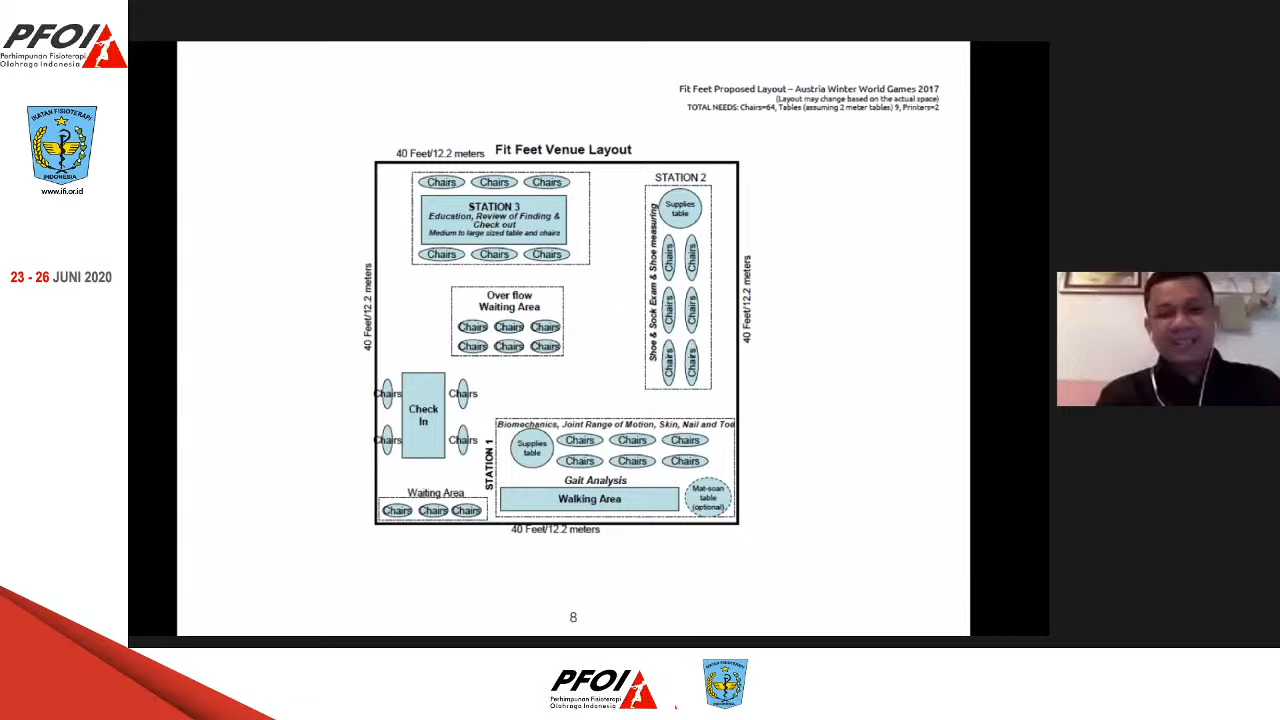 PFOI
Perhimpunan Fisioterapi
Olahraga Indonesia
IKATAN FISIOTERAPI
INDONESIA
www.ifi.or.id
23 - 26 JUNI 2020
Fit Feet Proposed Layout – Austria Winter World Games 2017
(Layout may change based on the actual space)
TOTAL NEEDS: Chairs=64, Tables (assuming 2 meter tables) 9, Printers=2
Fit Feet Venue Layout
40 Feet/12.2 meters
40 Feet/12.2 meters
40 Feet/12.2 meters
40 Feet/12.2 meters
Chairs Chairs Chairs
STATION 3
Education, Review of Finding &
Check out
Medium to large sized table and chairs
Chairs Chairs Chairs
STATION 2
Supplies
table
Shoe & Sock Exam & Shoe measuring
Chairs Chairs
Chairs Chairs
Chairs Chairs
Over flow
Waiting Area
Chairs Chairs Chairs
Chairs Chairs Chairs
Chairs Chairs
Check
In
Chairs Chairs
Waiting Area
Chairs Chairs Chairs
STATION 1
Biomechanics, Joint Range of Motion, Skin, Nail and Toe
Supplies
table
Chairs Chairs Chairs
Chairs Chairs Chairs
Gait Analysis
Walking Area
Mat-scan
table
(optional)
8
PFOI
Perhimpunan Fisioterapi
Olahraga Indonesia
IKATAN FISIOTERAPI
INDONESIA